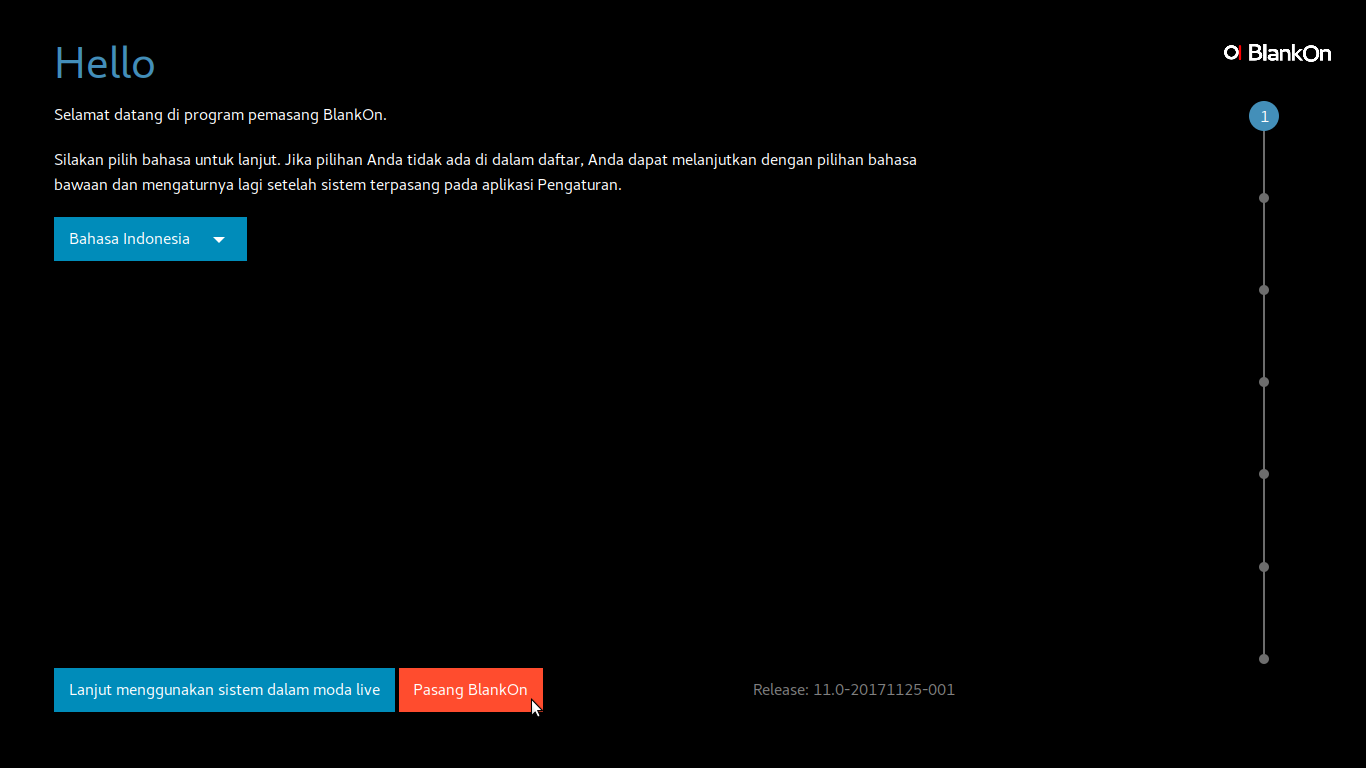 Hello
BlankOn
Selamat datang di program pemasang BlankOn.
1
Silakan pilih bahasa untuk lanjut. Jika pilihan Anda tidak ada di dalam daftar, Anda dapat melanjutkan dengan pilihan bahasa
bawaan dan mengaturnya lagi setelah sistem terpasang pada aplikasi Pengaturan.
Bahasa Indonesia
Lanjut menggunakan sistem dalam moda live
Pasang BlankOn
Release: 11.0-20171125-001